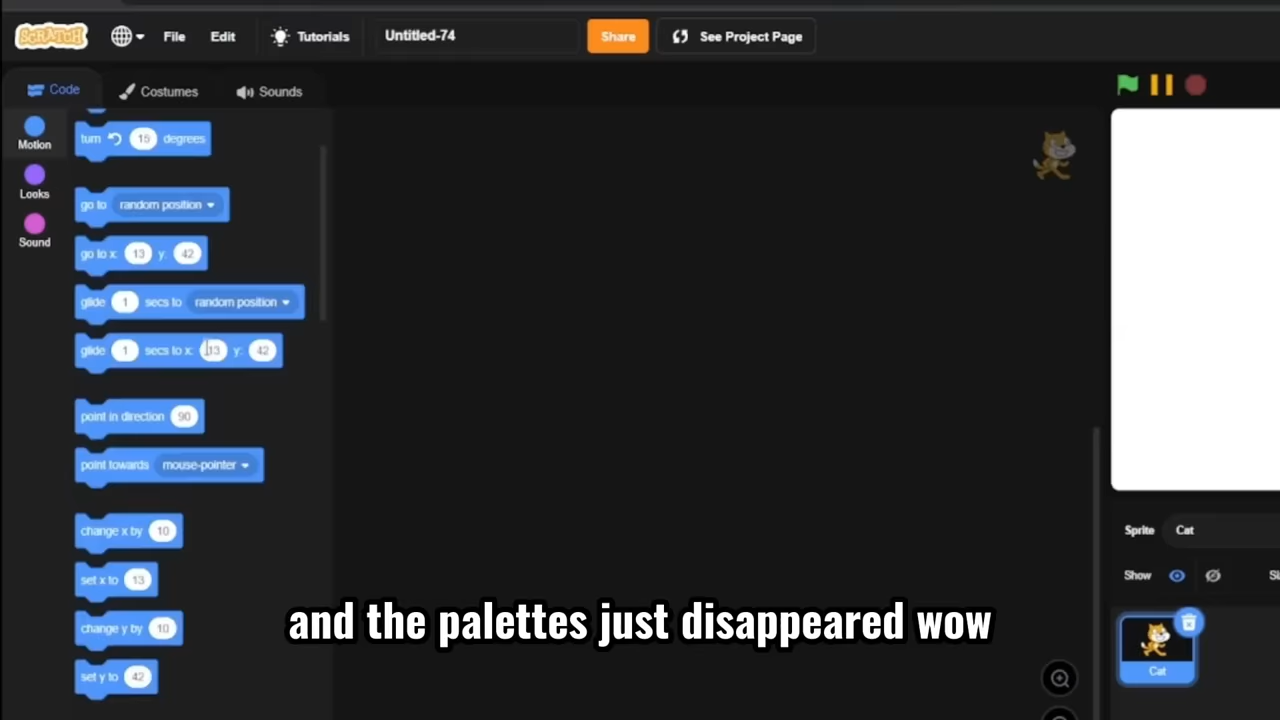 SCRATCH
File
Edit
Tutorials
Untitled-74
Share
See Project Page
Code
Costumes
Sounds
Motion
Looks
Sound
turn 15 degrees
go to random position
go to x: 13 y: 42
glide 1 secs to random position
glide 1 secs to x: 13 y: 42
point in direction 90
point towards mouse-pointer
change x by 10
set x to 13
change y by 10
set y to 42
Sprite Cat
Show
Cat
and the palettes just disappeared wow